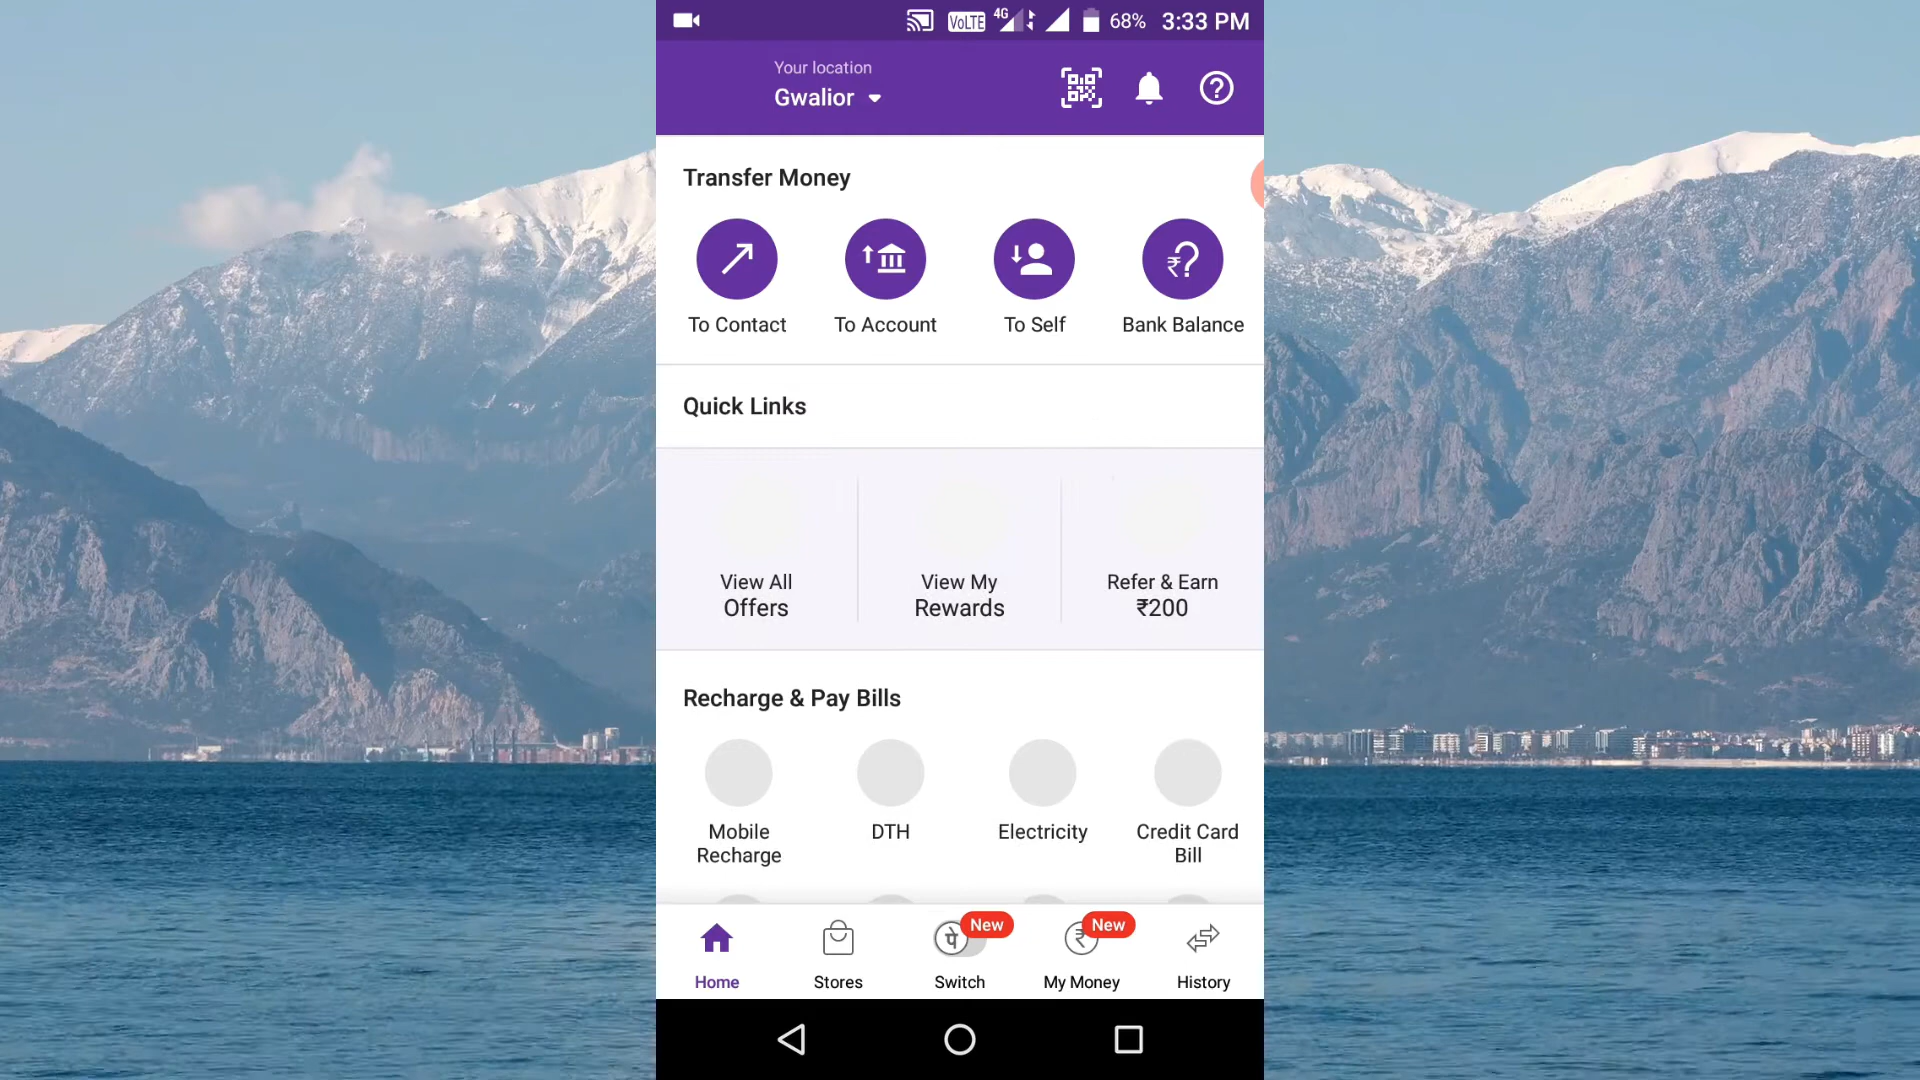 VoLTE 4G 68% 3:33 PM
Your location
Gwalior
Transfer Money
To Contact To Account To Self Bank Balance
Quick Links
View All View My Refer & Earn
Offers Rewards ₹200
Recharge & Pay Bills
Mobile DTH Electricity Credit Card
Recharge Bill
पे New ₹ New
Home Stores Switch My Money History